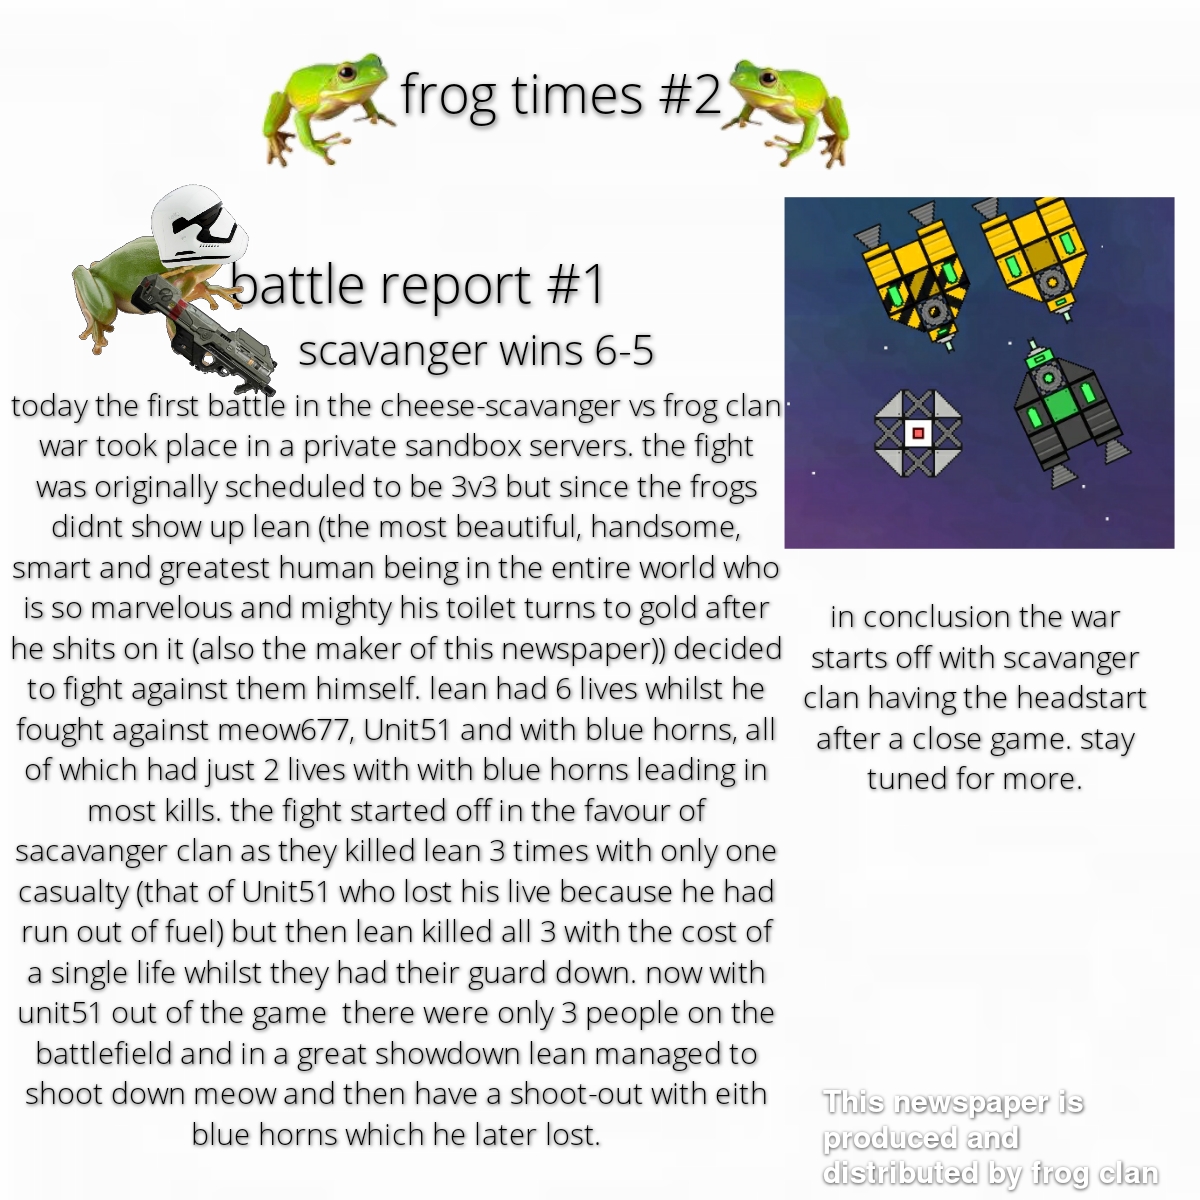 frog times #2
battle report #1
scavanger wins 6-5
today the first battle in the cheese-scavanger vs frog clan
war took place in a private sandbox servers. the fight
was originally scheduled to be 3v3 but since the frogs
didnt show up lean (the most beautiful, handsome,
smart and greatest human being in the entire world who
is so marvelous and mighty his toilet turns to gold after
he shits on it (also the maker of this newspaper)) decided
to fight against them himself. lean had 6 lives whilst he
fought against meow677, Unit51 and with blue horns, all
of which had just 2 lives with with blue horns leading in
most kills. the fight started off in the favour of
sacavanger clan as they killed lean 3 times with only one
casualty (that of Unit51 who lost his live because he had
run out of fuel) but then lean killed all 3 with the cost of
a single life whilst they had their guard down. now with
unit51 out of the game  there were only 3 people on the
battlefield and in a great showdown lean managed to
shoot down meow and then have a shoot-out with eith
blue horns which he later lost.
in conclusion the war
starts off with scavanger
clan having the headstart
after a close game. stay
tuned for more.
This newspaper is
produced and
distributed by frog clan